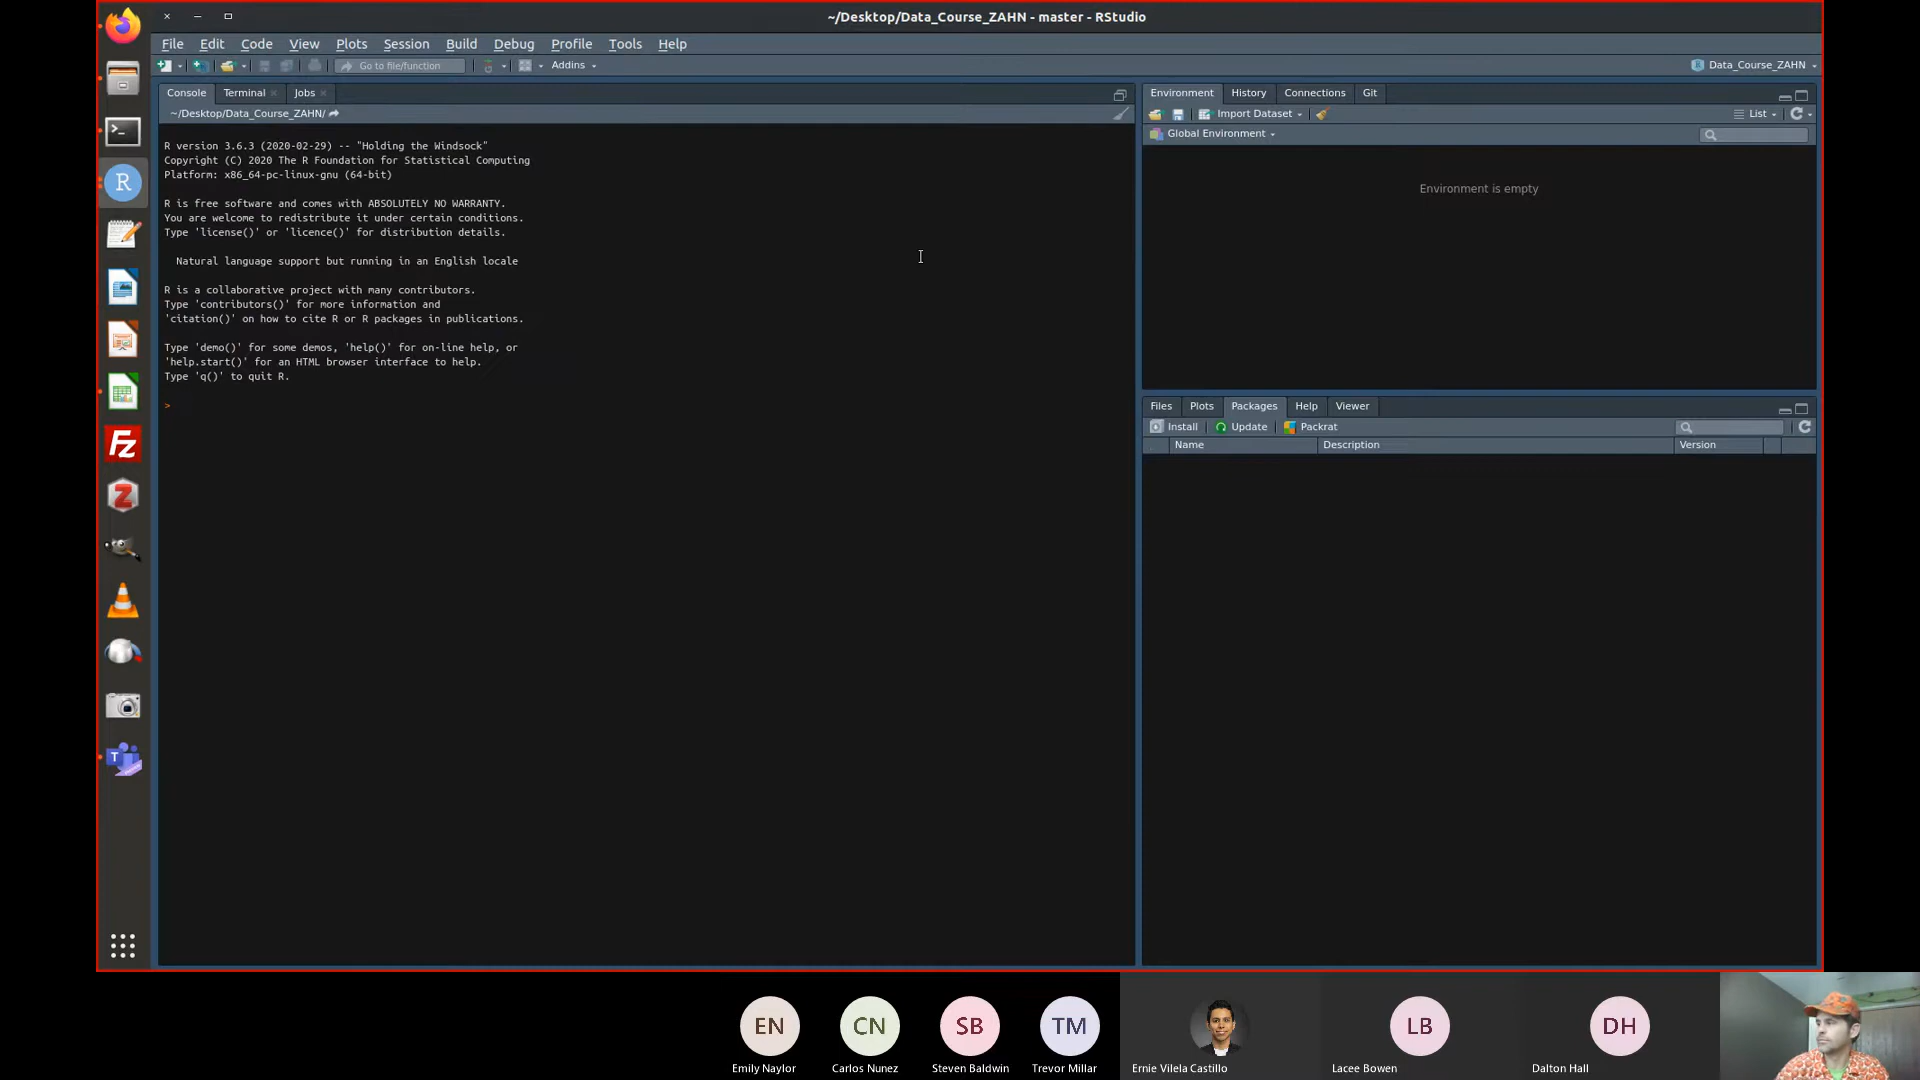 ~/Desktop/Data_Course_ZAHN - master - RStudio
File Edit Code View Plots Session Build Debug Profile Tools Help
Go to file/function Addins Data_Course_ZAHN
Console Terminal Jobs
~/Desktop/Data_Course_ZAHN/
R version 3.6.3 (2020-02-29) -- "Holding the Windsock"
Copyright (C) 2020 The R Foundation for Statistical Computing
Platform: x86_64-pc-linux-gnu (64-bit)
R is free software and comes with ABSOLUTELY NO WARRANTY.
You are welcome to redistribute it under certain conditions.
Type 'license()' or 'licence()' for distribution details.
Natural language support but running in an English locale
R is a collaborative project with many contributors.
Type 'contributors()' for more information and
'citation()' on how to cite R or R packages in publications.
Type 'demo()' for some demos, 'help()' for on-line help, or
'help.start()' for an HTML browser interface to help.
Type 'q()' to quit R.
>
Environment History Connections Git
Import Dataset List
Global Environment
Environment is empty
Files Plots Packages Help Viewer
Install Update Packrat
Name Description Version
R
Fz
Z
T
EN CN SB TM LB DH
Emily Naylor Carlos Nunez Steven Baldwin Trevor Millar Ernie Vilela Castillo Lacee Bowen Dalton Hall